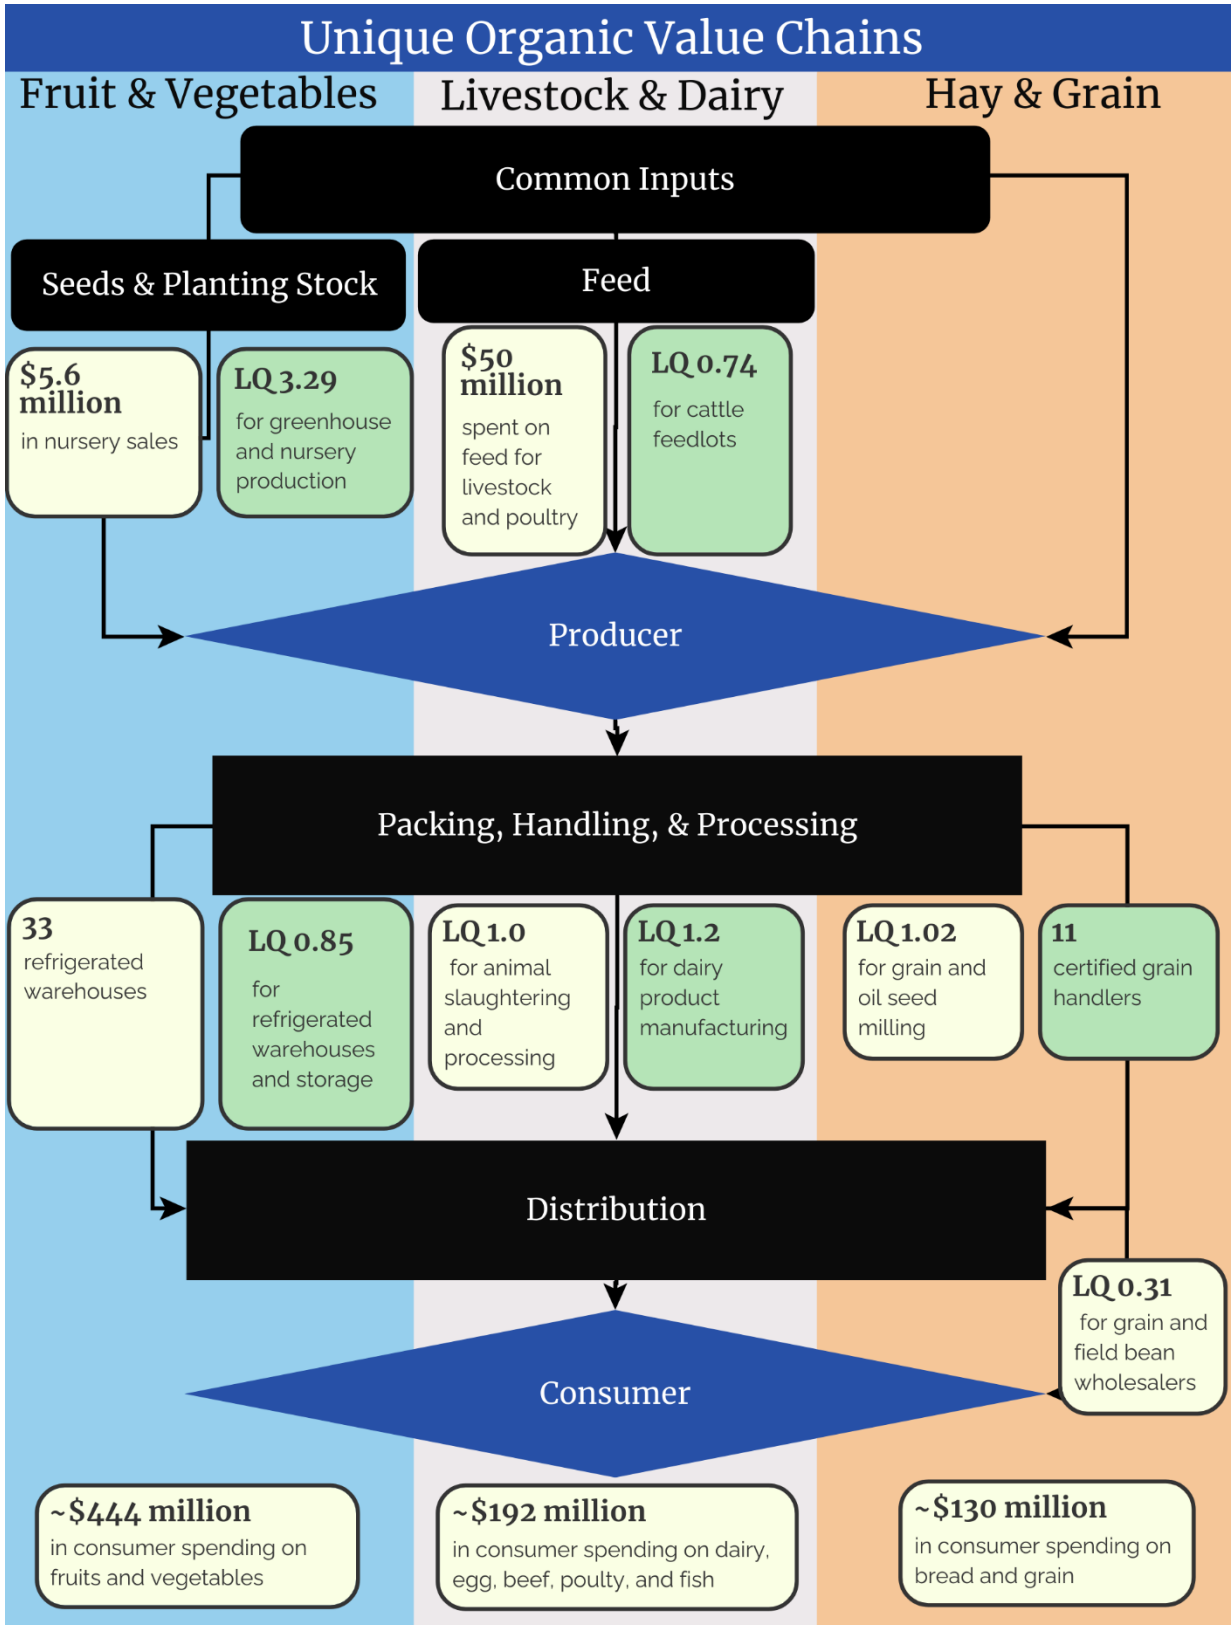 Unique Organic Value Chains
Fruit & Vegetables
Livestock & Dairy
Hay & Grain
Common Inputs
Seeds & Planting Stock
Feed
$5.6
million
in nursery sales
LQ 3.29
for greenhouse
and nursery
production
$50
million
spent on
feed for
livestock
and poultry
LQ 0.74
for cattle
feedlots
Producer
Packing, Handling, & Processing
33
refrigerated
warehouses
LQ 0.85
for
refrigerated
warehouses
and storage
LQ 1.0
for animal
slaughtering
and
processing
LQ 1.2
for dairy
product
manufacturing
LQ 1.02
for grain and
oil seed
milling
11
certified grain
handlers
Distribution
LQ 0.31
for grain and
field bean
wholesalers
Consumer
~$444 million
in consumer spending on
fruits and vegetables
~$192 million
in consumer spending on dairy,
egg, beef, poulty, and fish
~$130 million
in consumer spending on
bread and grain